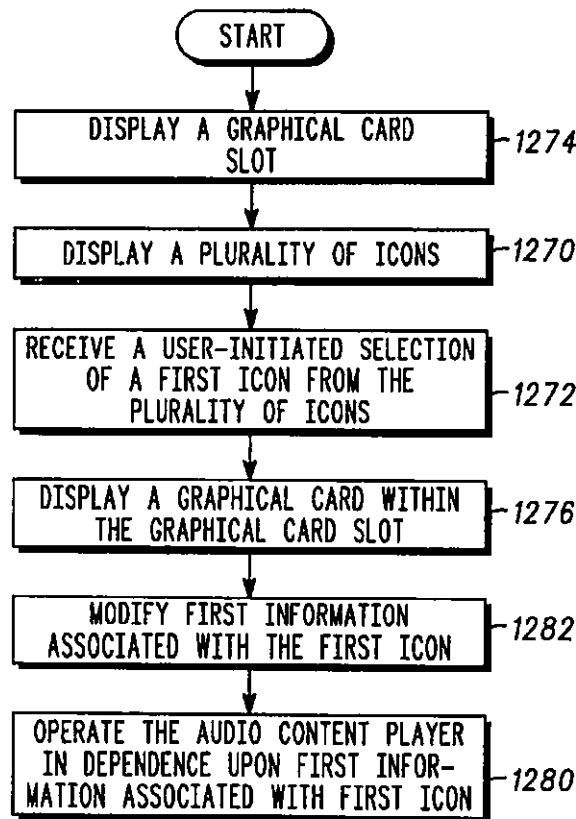 START
DISPLAY A GRAPHICAL CARD
SLOT
1274
DISPLAY A PLURALITY OF ICONS
1270
RECEIVE A USER-INITIATED SELECTION
OF A FIRST ICON FROM THE
PLURALITY OF ICONS
1272
DISPLAY A GRAPHICAL CARD WITHIN
THE GRAPHICAL CARD SLOT
1276
MODIFY FIRST INFORMATION
ASSOCIATED WITH THE FIRST ICON
1282
OPERATE THE AUDIO CONTENT PLAYER
IN DEPENDENCE UPON FIRST INFOR-
MATION ASSOCIATED WITH FIRST ICON
1280